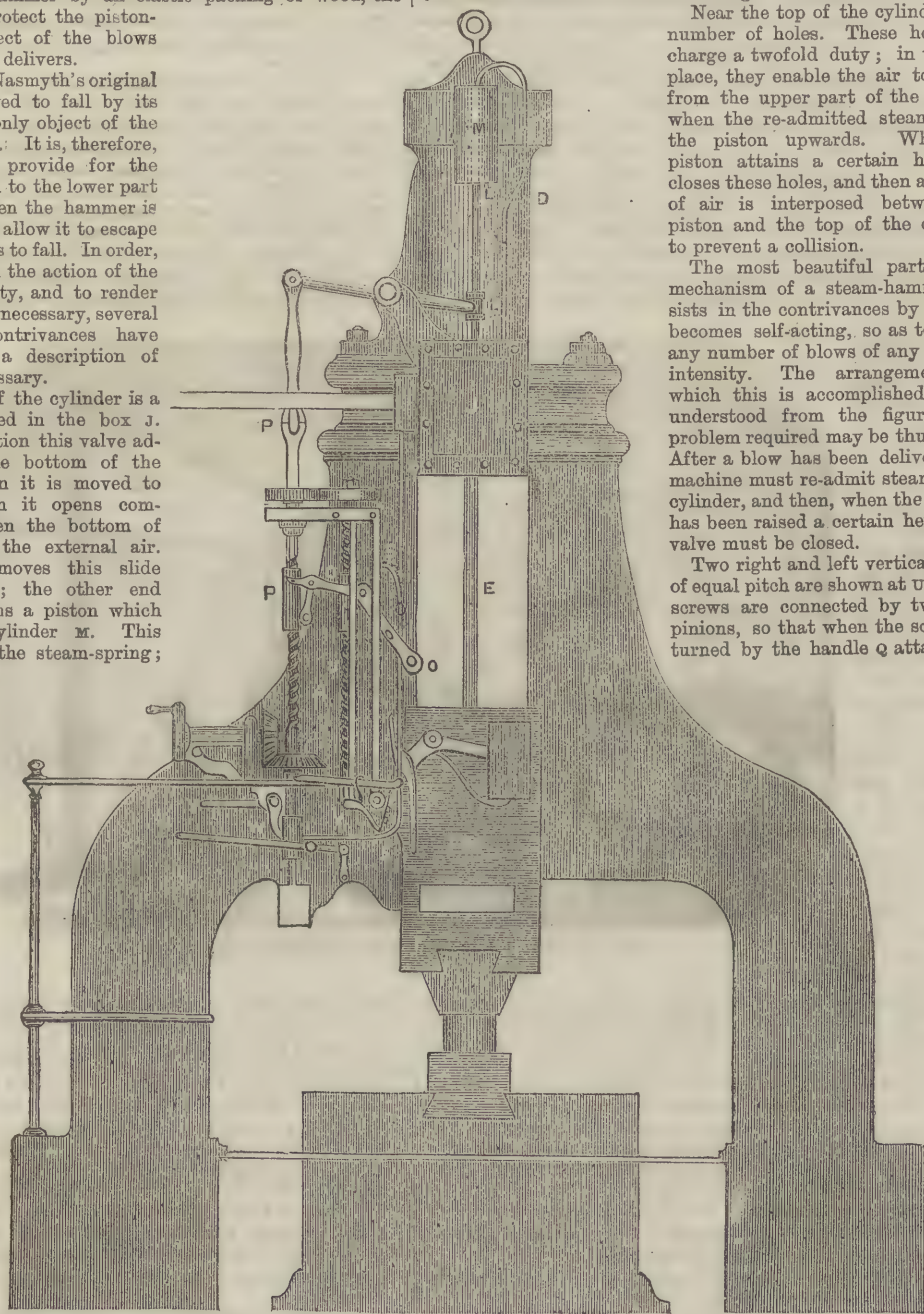 hammer by an elastic packing of wood, the
rotect the piston-
ect of the blows
delivers.
Nasmyth's original
ed to fall by its
only object of the
It is, therefore,
provide for the
to the lower part
en the hammer is
allow it to escape
s to fall. In order,
the action of the
ty, and to render
necessary, several
ontrivances have
a description of
ssary.
f the cylinder is a
ed in the box J.
tion this valve ad-
e bottom of the
n it is moved to
it opens com-
en the bottom of
the external air.
moves this slide
; the other end
ns a piston which
ylinder M. This
the steam-spring;
M
L
D
J
P
E
P
O
Near the top of the cylind
number of holes. These ho
charge a twofold duty; in
place, they enable the air to
from the upper part of the
when the re-admitted steam
the piston upwards. Wh
piston attains a certain h
closes these holes, and then a
of air is interposed betw
piston and the top of the
to prevent a collision.
The most beautiful part
mechanism of a steam-ham
sists in the contrivances by
becomes self-acting, so as t
any number of blows of any
intensity. The arrangeme
which this is accomplished
understood from the figur
problem required may be thu
After a blow has been delive
machine must re-admit steam
cylinder, and then, when the
has been raised a certain he
valve must be closed.
Two right and left vertica
of equal pitch are shown at U
screws are connected by tw
pinions, so that when the sc
turned by the handle Q atta